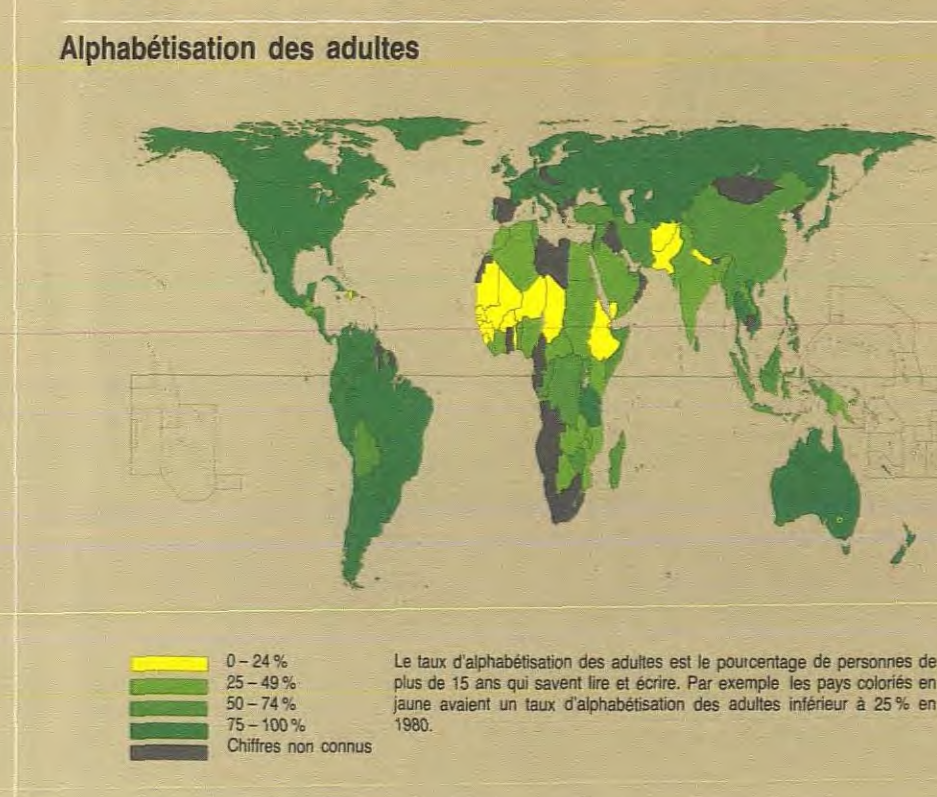 Alphabétisation des adultes
0 – 24 %
25 – 49 %
50 – 74 %
75 – 100 %
Chiffres non connus
Le taux d'alphabétisation des adultes est le pourcentage de personnes de
plus de 15 ans qui savent lire et écrire. Par exemple les pays coloriés en
jaune avaient un taux d'alphabétisation des adultes inférieur à 25 % en
1980.